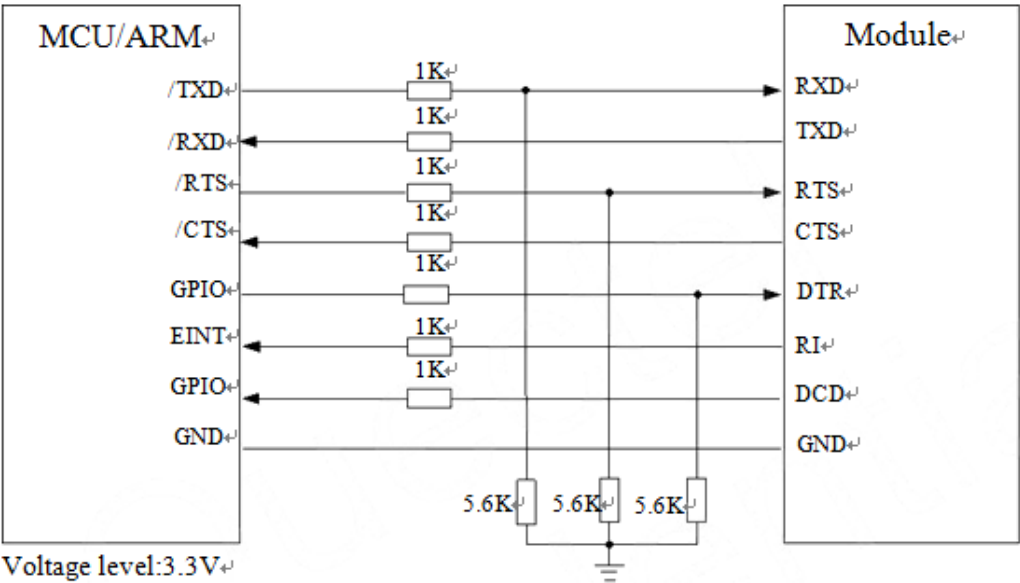 MCU/ARM↵
Module↵
1K↵
/TXD↵
RXD↵
1K↵
/RXD↵
TXD↵
1K↵
/RTS↵
RTS↵
1K↵
/CTS↵
CTS↵
1K↵
GPIO↵
DTR↵
1K↵
EINT↵
RI↵
1K↵
GPIO↵
DCD↵
GND↵
GND↵
5.6K↵
5.6K↵
5.6K↵
Voltage level:3.3V↵